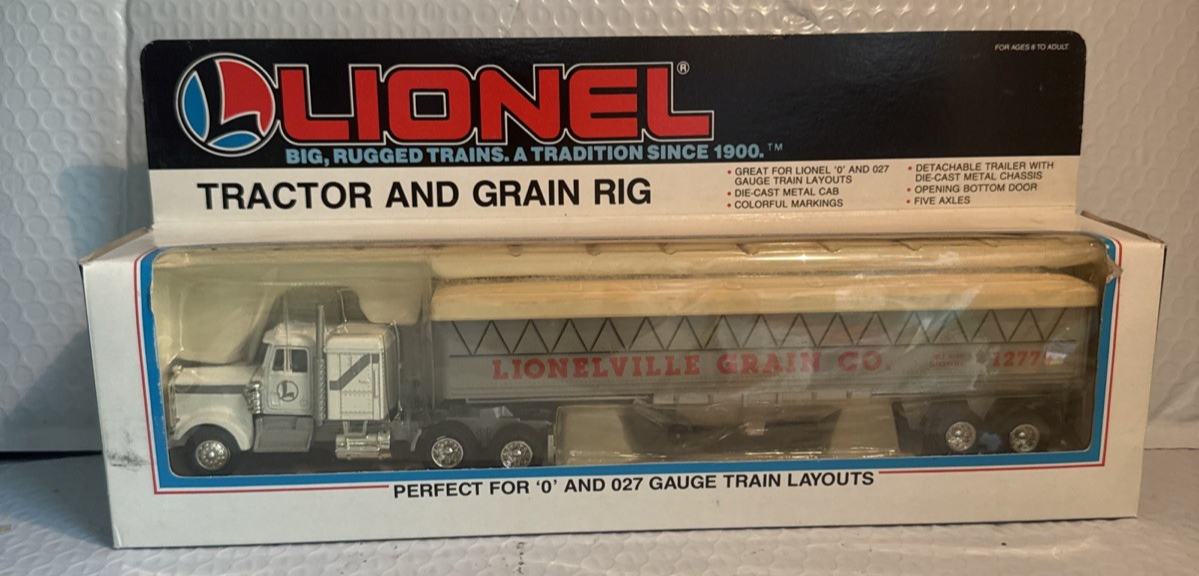 FOR AGES 8 TO ADULT
LIONEL®
BIG, RUGGED TRAINS. A TRADITION SINCE 1900.™
TRACTOR AND GRAIN RIG
• GREAT FOR LIONEL '0' AND 027
GAUGE TRAIN LAYOUTS
• DIE-CAST METAL CAB
• COLORFUL MARKINGS
• DETACHABLE TRAILER WITH
DIE-CAST METAL CHASSIS
• OPENING BOTTOM DOOR
• FIVE AXLES
L
LIONELVILLE GRAIN CO.
PERFECT FOR '0' AND 027 GAUGE TRAIN LAYOUTS